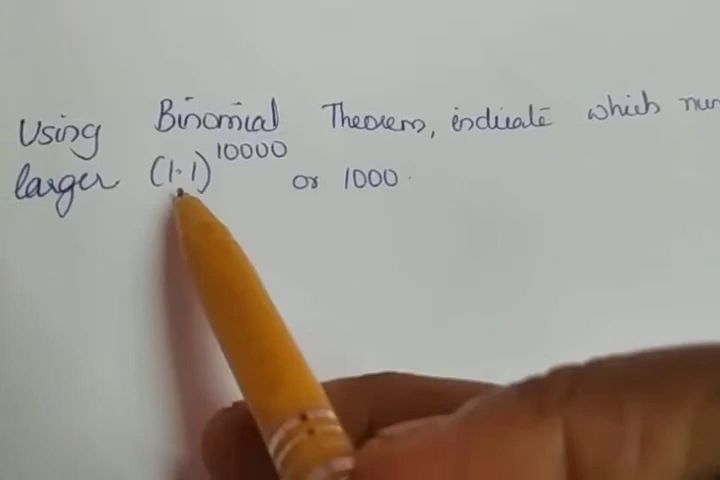 Using Binomial Theorem, indicate which
larger (1.1)^10000 or 1000.